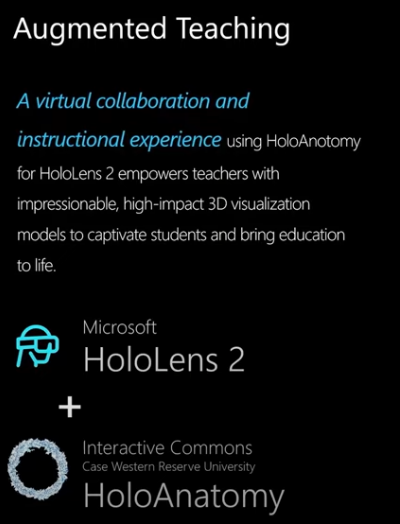 Augmented Teaching
A virtual collaboration and
instructional experience using HoloAnotomy
for HoloLens 2 empowers teachers with
impressionable, high-impact 3D visualization
models to captivate students and bring education
to life.
Microsoft
HoloLens 2
+
Interactive Commons
Case Western Reserve University
HoloAnatomy